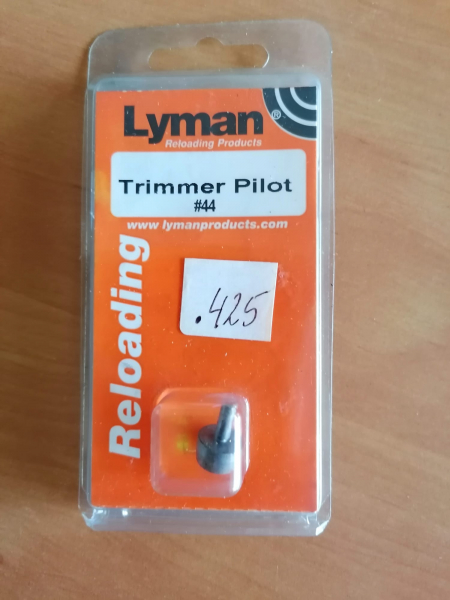 Lyman®
Reloading Products
Trimmer Pilot
#44
www.lymanproducts.com
.425
Reloading